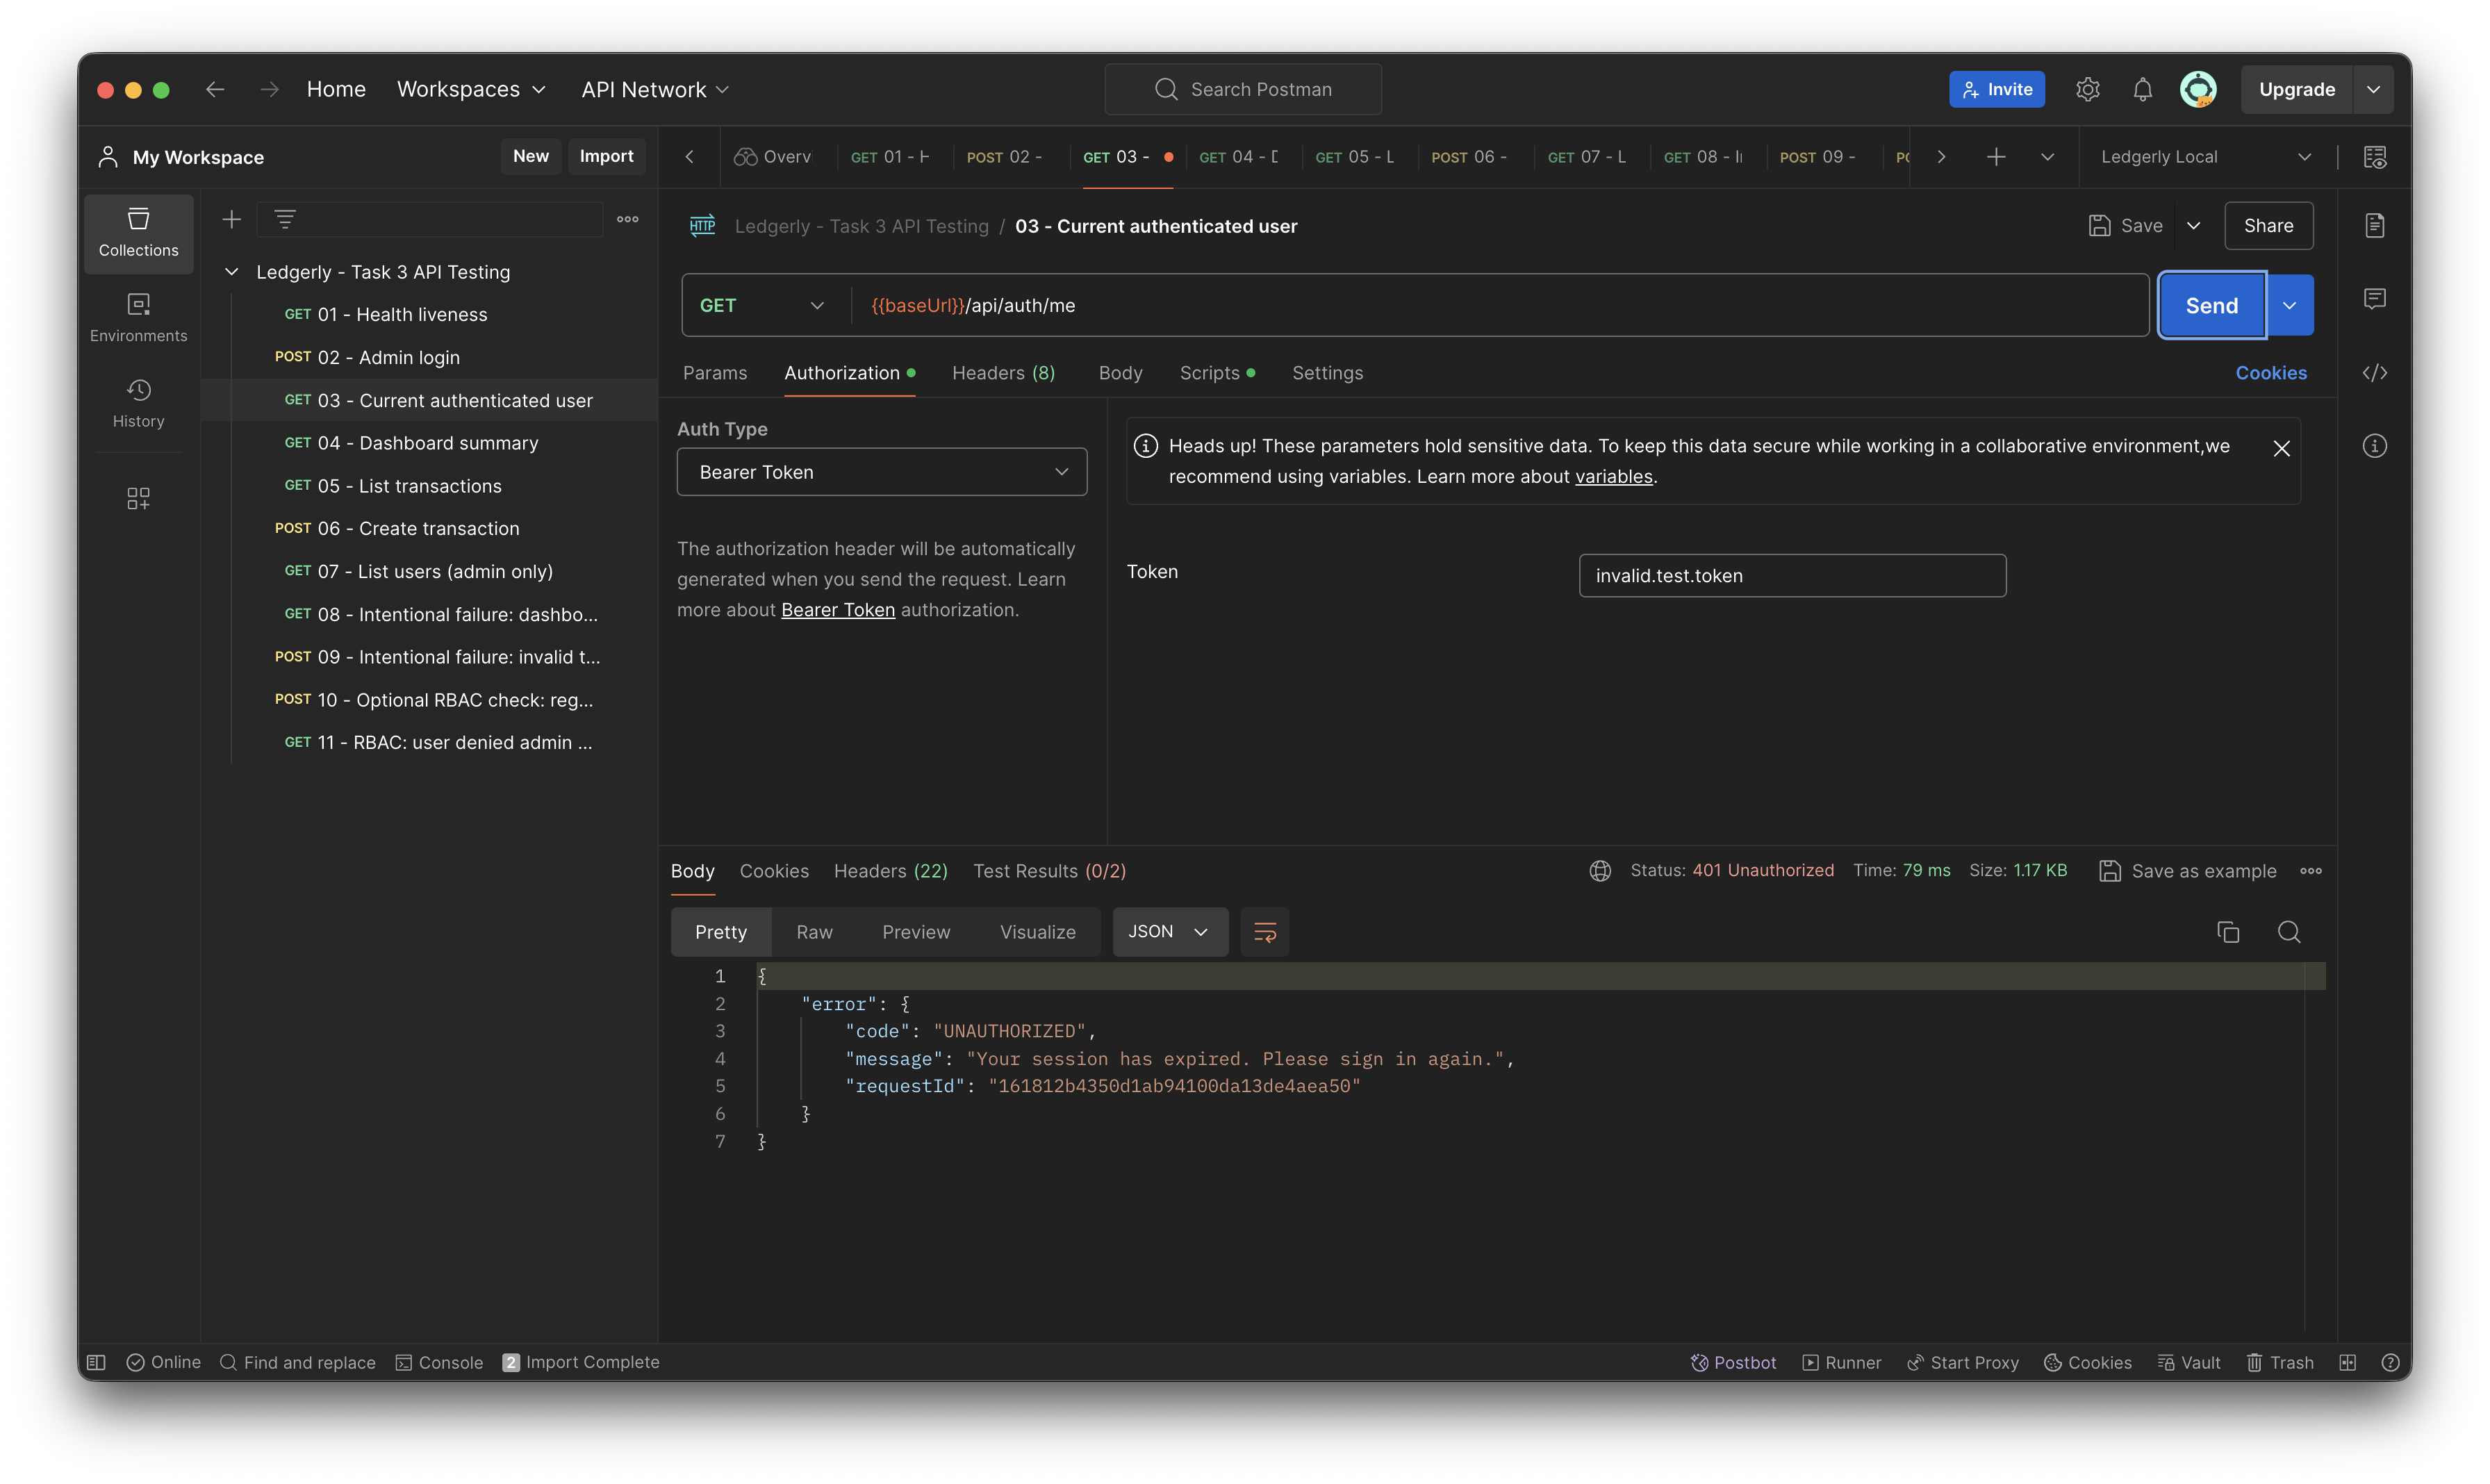 Home Workspaces API Network Search Postman Invite Upgrade
My Workspace New Import
Overv GET 01 - H POST 02 - GET 03 - GET 04 - D GET 05 - L POST 06 - GET 07 - L GET 08 - I POST 09 - Ledgerly Local
Collections
Environments
History
Ledgerly - Task 3 API Testing
GET 01 - Health liveness
POST 02 - Admin login
GET 03 - Current authenticated user
GET 04 - Dashboard summary
GET 05 - List transactions
POST 06 - Create transaction
GET 07 - List users (admin only)
GET 08 - Intentional failure: dashbo...
POST 09 - Intentional failure: invalid t...
POST 10 - Optional RBAC check: reg...
GET 11 - RBAC: user denied admin ...
HTTP Ledgerly - Task 3 API Testing / 03 - Current authenticated user Save Share
GET {{baseUrl}}/api/auth/me Send
Params Authorization Headers (8) Body Scripts Settings Cookies
Auth Type
Bearer Token
The authorization header will be automatically
generated when you send the request. Learn
more about Bearer Token authorization.
Heads up! These parameters hold sensitive data. To keep this data secure while working in a collaborative environment,we
recommend using variables. Learn more about variables.
Token invalid.test.token
Body Cookies Headers (22) Test Results (0/2) Status: 401 Unauthorized Time: 79 ms Size: 1.17 KB Save as example
Pretty Raw Preview Visualize JSON
1 {
2 "error": {
3 "code": "UNAUTHORIZED",
4 "message": "Your session has expired. Please sign in again.",
5 "requestId": "161812b4350d1ab94100da13de4aea50"
6 }
7 }
Online Find and replace Console 2 Import Complete Postbot Runner Start Proxy Cookies Vault Trash